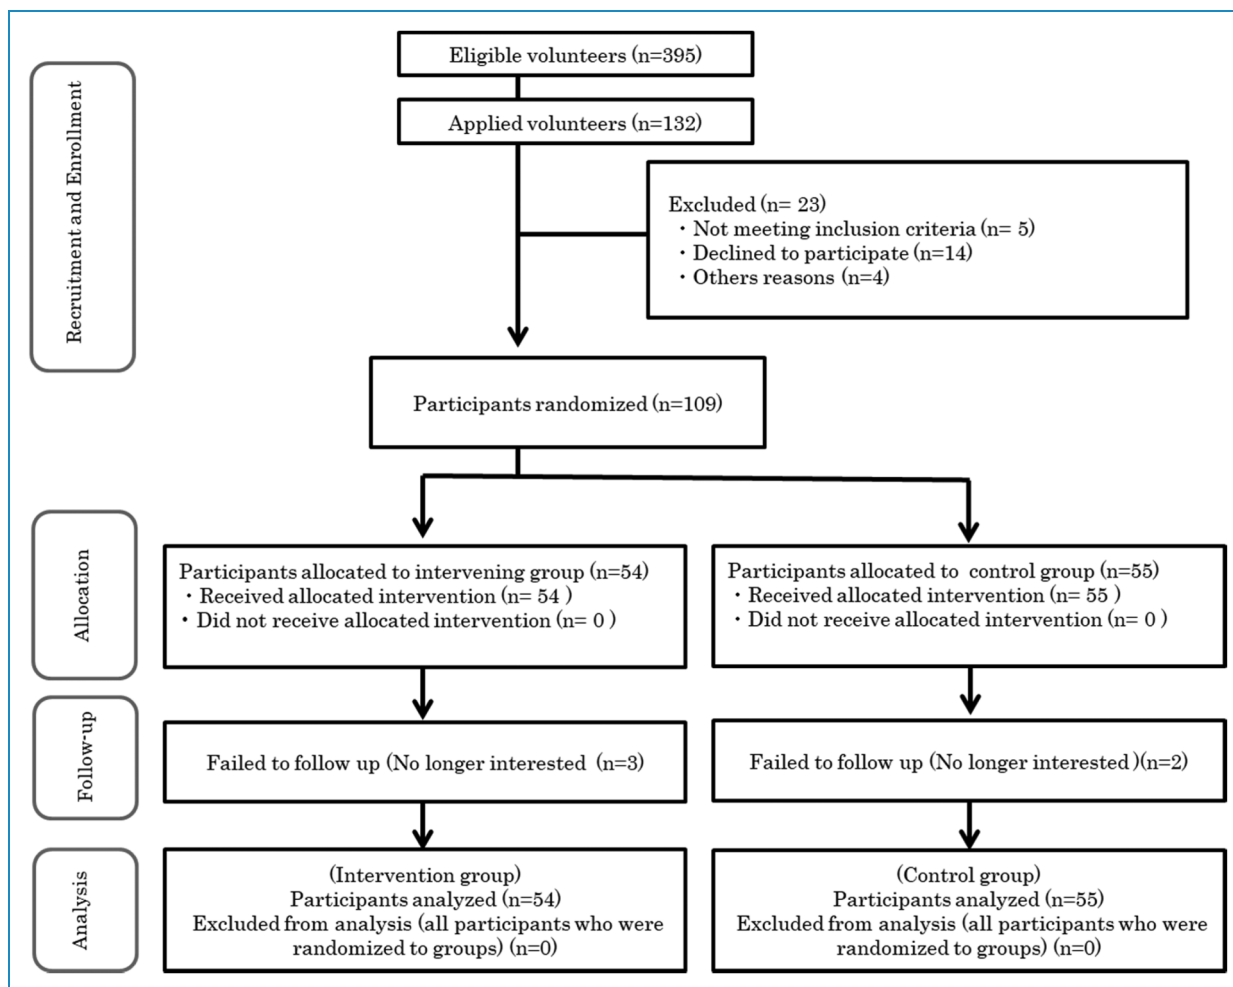 Eligible volunteers (n=395)
Applied volunteers (n=132)
Recruitment and Enrollment
Excluded (n= 23)
・Not meeting inclusion criteria (n= 5)
・Declined to participate (n=14)
・Others reasons (n=4)
Participants randomized (n=109)
Allocation
Participants allocated to intervening group (n=54)
・Received allocated intervention (n= 54 )
・Did not receive allocated intervention (n= 0 )
Participants allocated to  control group (n=55)
・Received allocated intervention (n= 55 )
・Did not receive allocated intervention (n= 0 )
Follow-up
Failed to follow up (No longer interested  (n=3)
Failed to follow up (No longer interested )(n=2)
Analysis
(Intervention group)
Participants analyzed (n=54)
Excluded from analysis (all participants who were
randomized to groups) (n=0)
(Control group)
Participants analyzed (n=55)
Excluded from analysis (all participants who were
randomized to groups) (n=0)